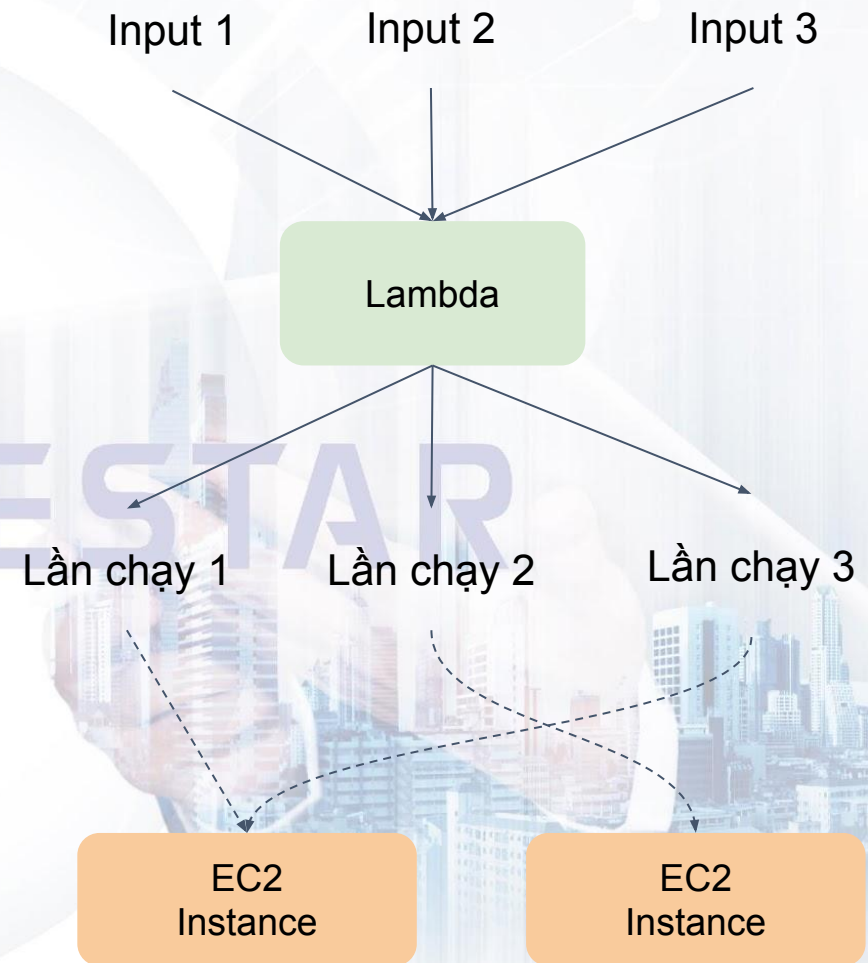 Input 1
Input 2
Input 3
Lambda
ESTAR
Lần chạy 1
Lần chạy 2
Lần chạy 3
EC2
Instance
EC2
Instance